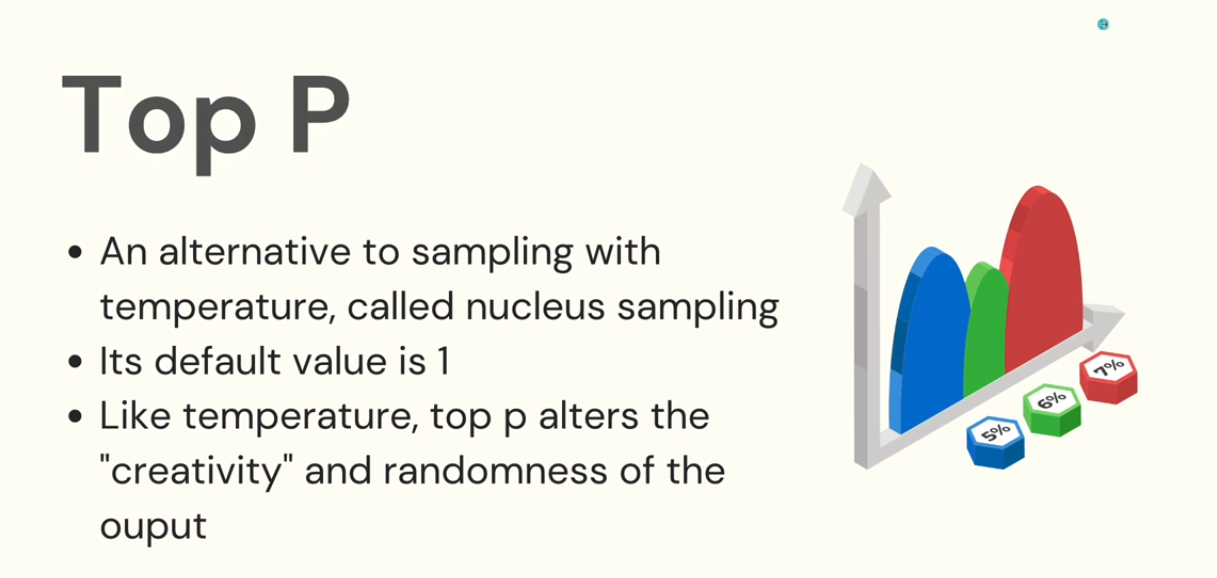 Top P
• An alternative to sampling with
temperature, called nucleus sampling
• Its default value is 1
• Like temperature, top p alters the
"creativity" and randomness of the
ouput
5%
6%
7%